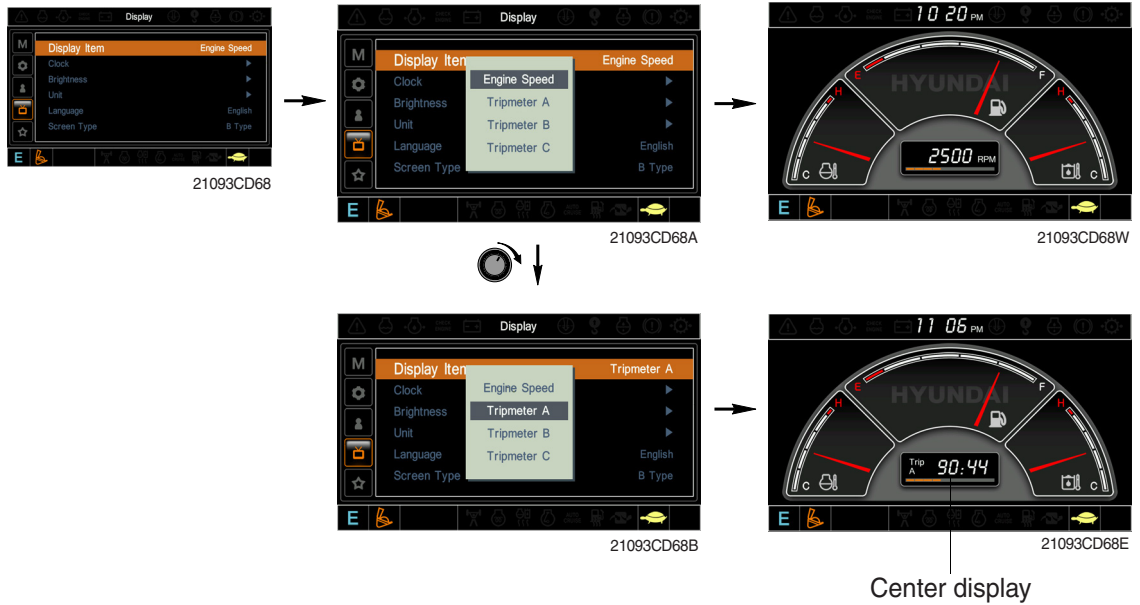 Display
M
Display Item Engine Speed
Clock
Brightness
Unit
Language English
Screen Type B Type
E
21093CD68
Display
M
Display Iten Engine Speed
Engine Speed
Clock
Tripmeter A
Brightness
Tripmeter B
Unit
Tripmeter C
Language English
Screen Type B Type
E
21093CD68A
10 20 PM
HYUNDAI
E F
H H
C C
2500 RPM
E
21093CD68W
Display
M
Display Iten Tripmeter A
Engine Speed
Clock
Tripmeter A
Brightness
Tripmeter B
Unit
Tripmeter C
Language English
Screen Type B Type
E
21093CD68B
11 06 PM
HYUNDAI
E F
H H
C C
Trip A 90:44
E
21093CD68E
Center display